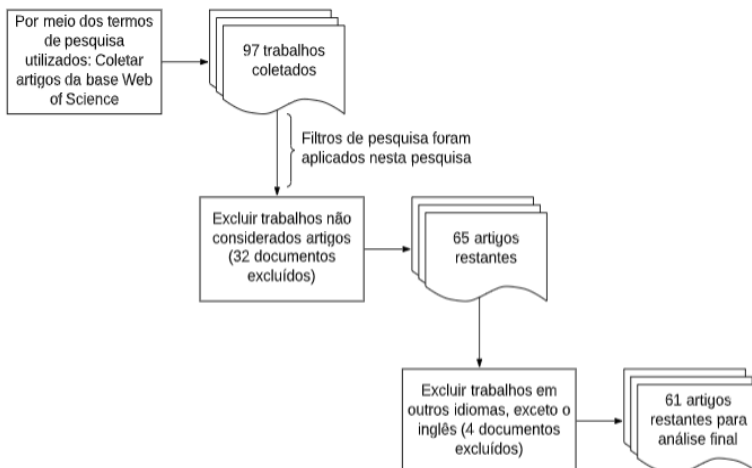 Por meio dos termos
de pesquisa
utilizados: Coletar
artigos da base Web
of Science
97 trabalhos
coletados
Filtros de pesquisa foram
aplicados nesta pesquisa
Excluir trabalhos não
considerados artigos
(32 documentos
excluídos)
65 artigos
restantes
Excluir trabalhos em
outros idiomas, exceto o
inglês (4 documentos
excluídos)
61 artigos
restantes para
análise final